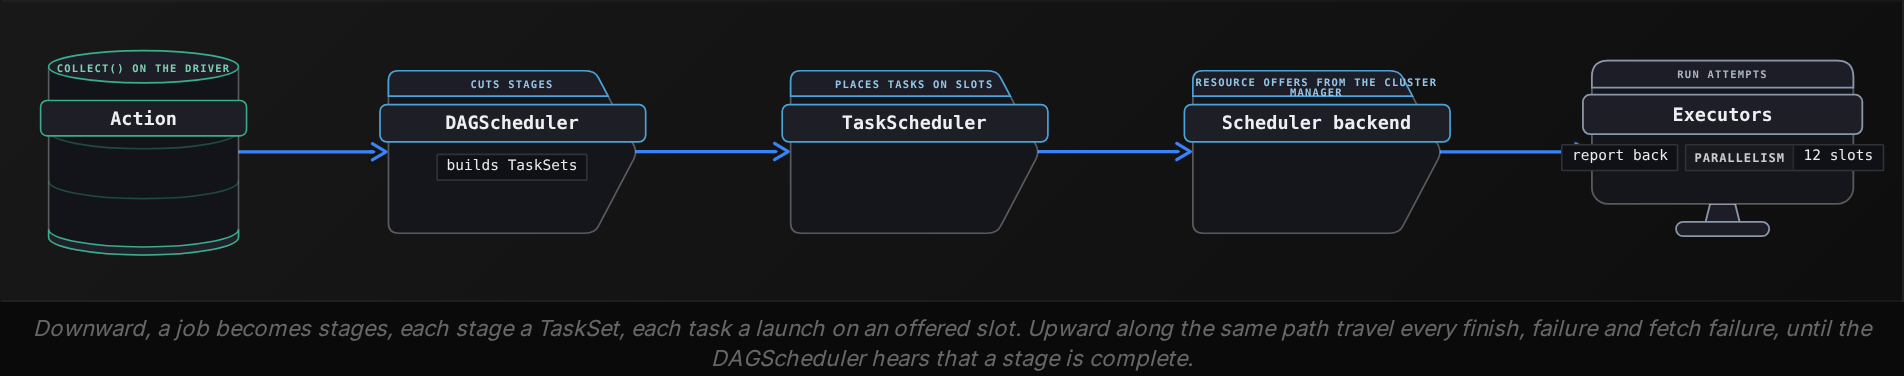 COLLECT() ON THE DRIVER
Action
CUTS STAGES
DAGScheduler
builds TaskSets
PLACES TASKS ON SLOTS
TaskScheduler
RESOURCE OFFERS FROM THE CLUSTER
MANAGER
Scheduler backend
RUN ATTEMPTS
Executors
report back
PARALLELISM 12 slots
Downward, a job becomes stages, each stage a TaskSet, each task a launch on an offered slot. Upward along the same path travel every finish, failure and fetch failure, until the
DAGScheduler hears that a stage is complete.